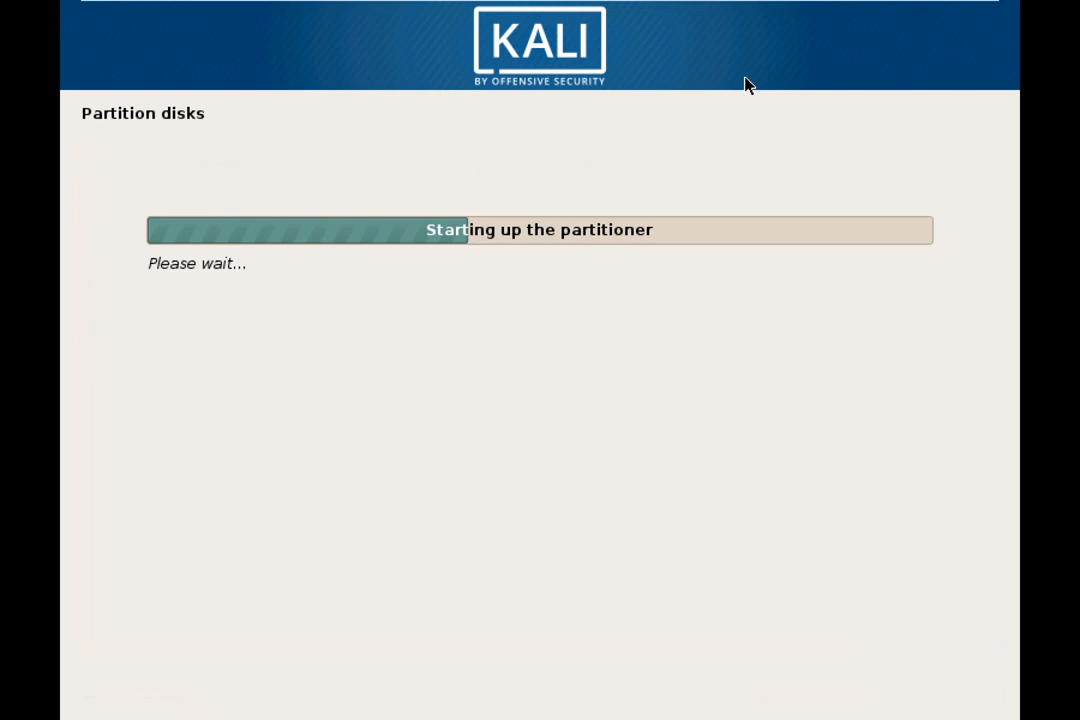 KALI
BY OFFENSIVE SECURITY
Partition disks
Starting up the partitioner
Please wait...